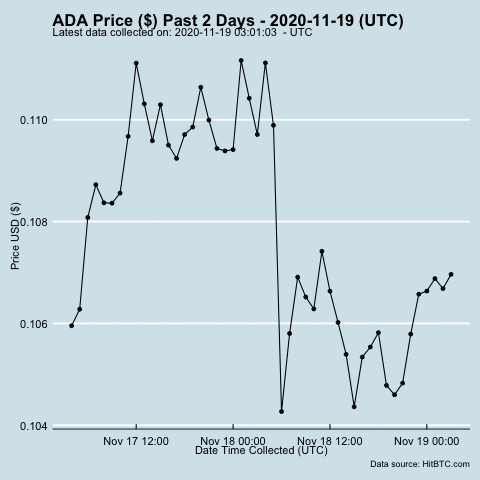 ADA Price ($) Past 2 Days - 2020-11-19 (UTC)
Latest data collected on: 2020-11-19 03:01:03  - UTC
0.110
0.108
0.106
0.104
Price USD ($)
Nov 17 12:00 Nov 18 00:00 Nov 18 12:00 Nov 19 00:00
Date Time Collected (UTC)
Data source: HitBTC.com